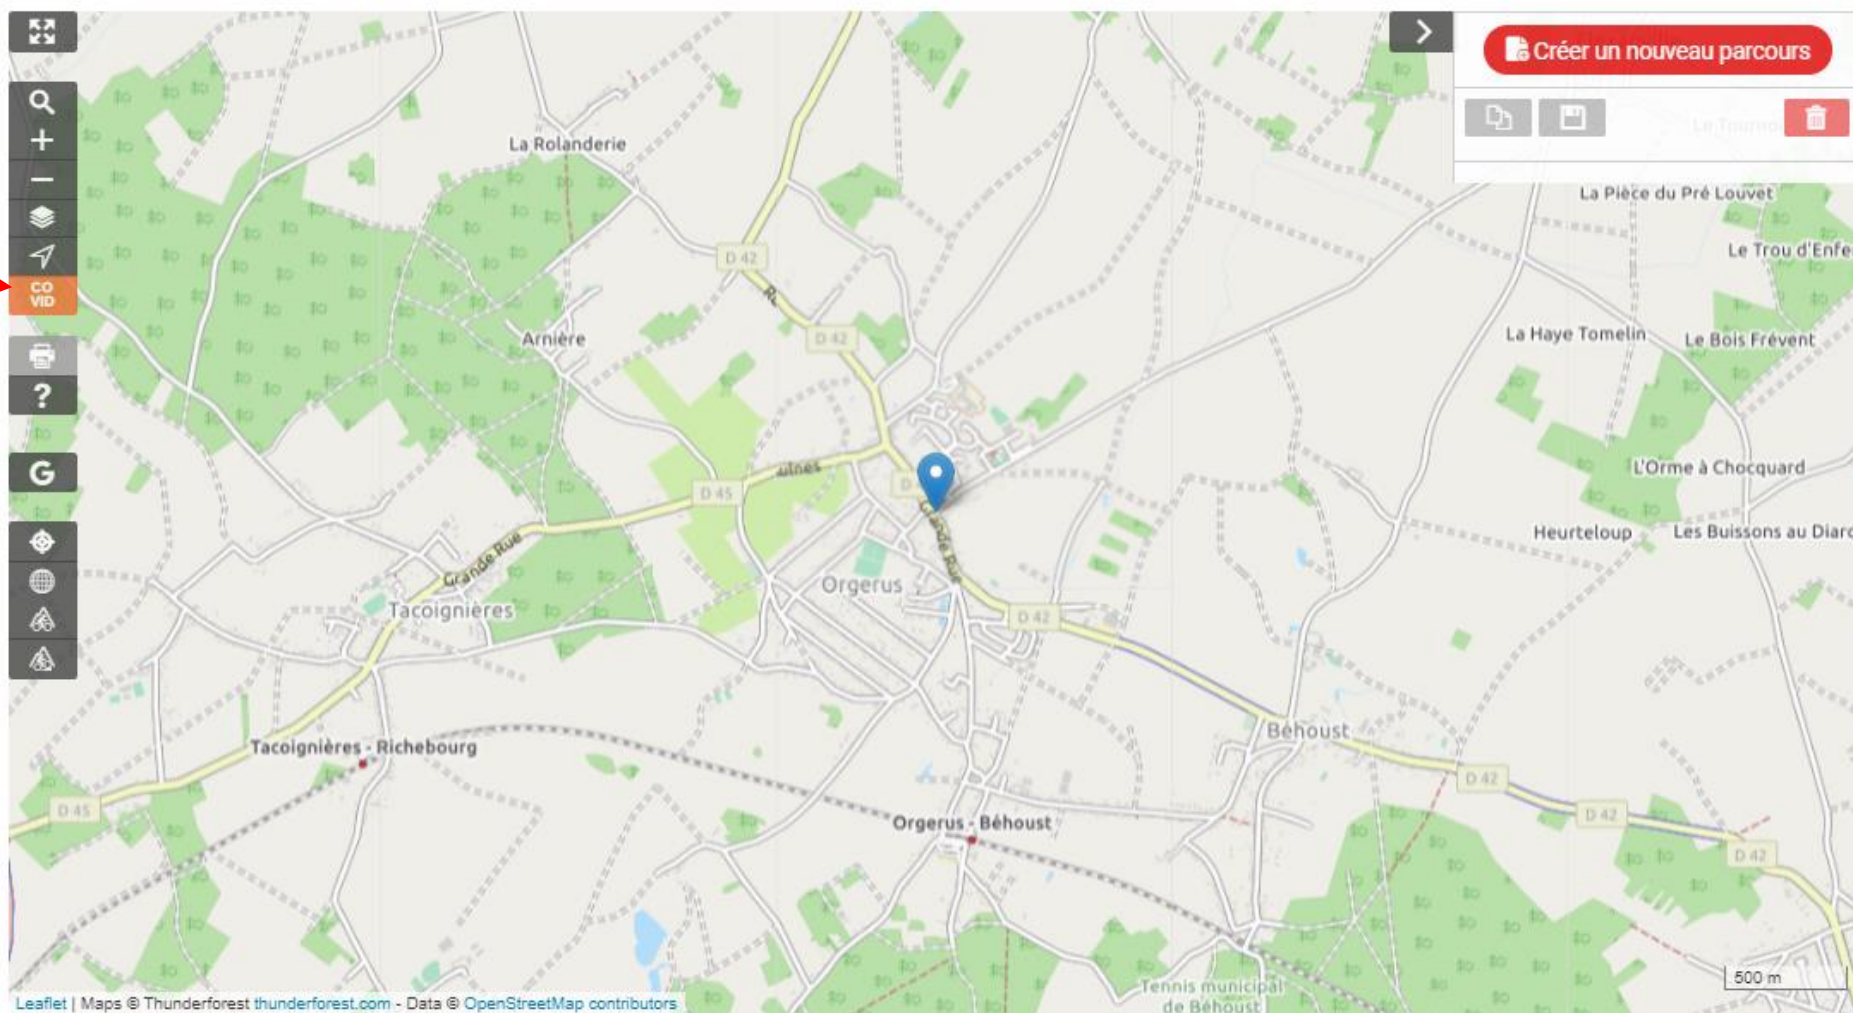 Créer un nouveau parcours
La Rolanderie
La Pièce du Pré Louvet
Le Trou d'Enfe
D 42
CO
VID
Arnière
D 42
La Haye Tomelin
Le Bois Frévent
?
ulnes
L'Orme à Chocquard
G
D 45
Heurteloup
Les Buissons au Diarc
Grande Rue
Grande Rue
Orgerus
Tacoignières
D 42
Béhoust
Tacoignières - Richebourg
D 42
D 45
Orgerus - Béhoust
D 42
D 42
500 m
Tennis municipal
de Béhoust
Leaflet | Maps © Thunderforest thunderforest.com - Data © OpenStreetMap contributors